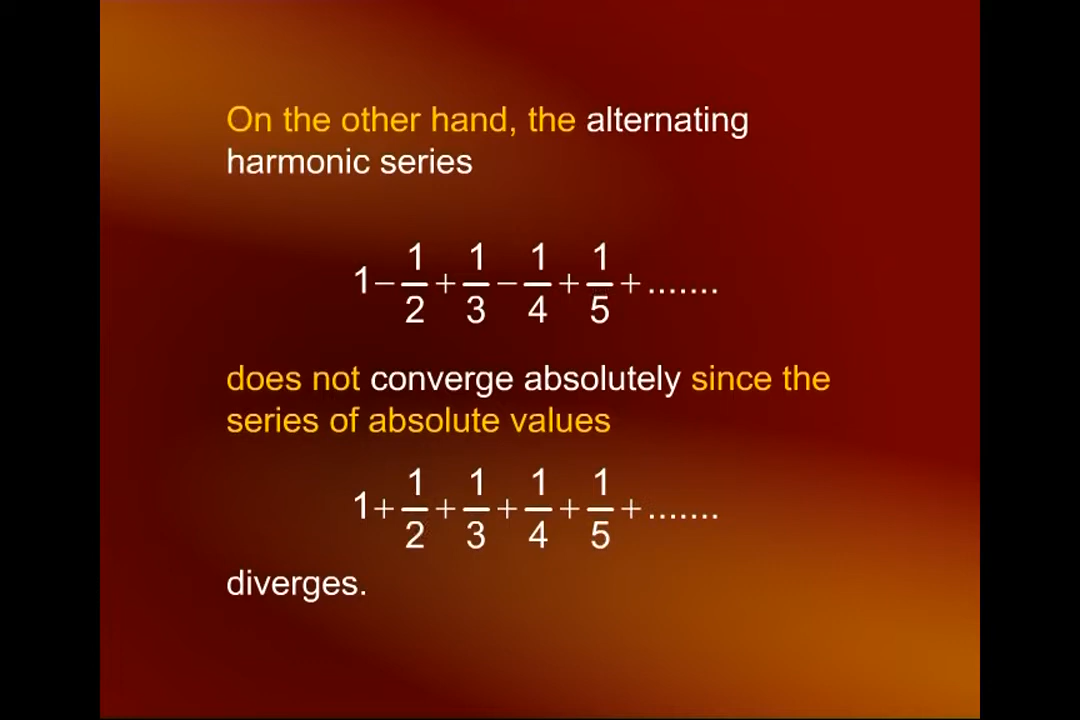 On the other hand, the alternating
harmonic series
1 − 1/2 + 1/3 − 1/4 + 1/5 + .......
does not converge absolutely since the
series of absolute values
1 + 1/2 + 1/3 + 1/4 + 1/5 + .......
diverges.